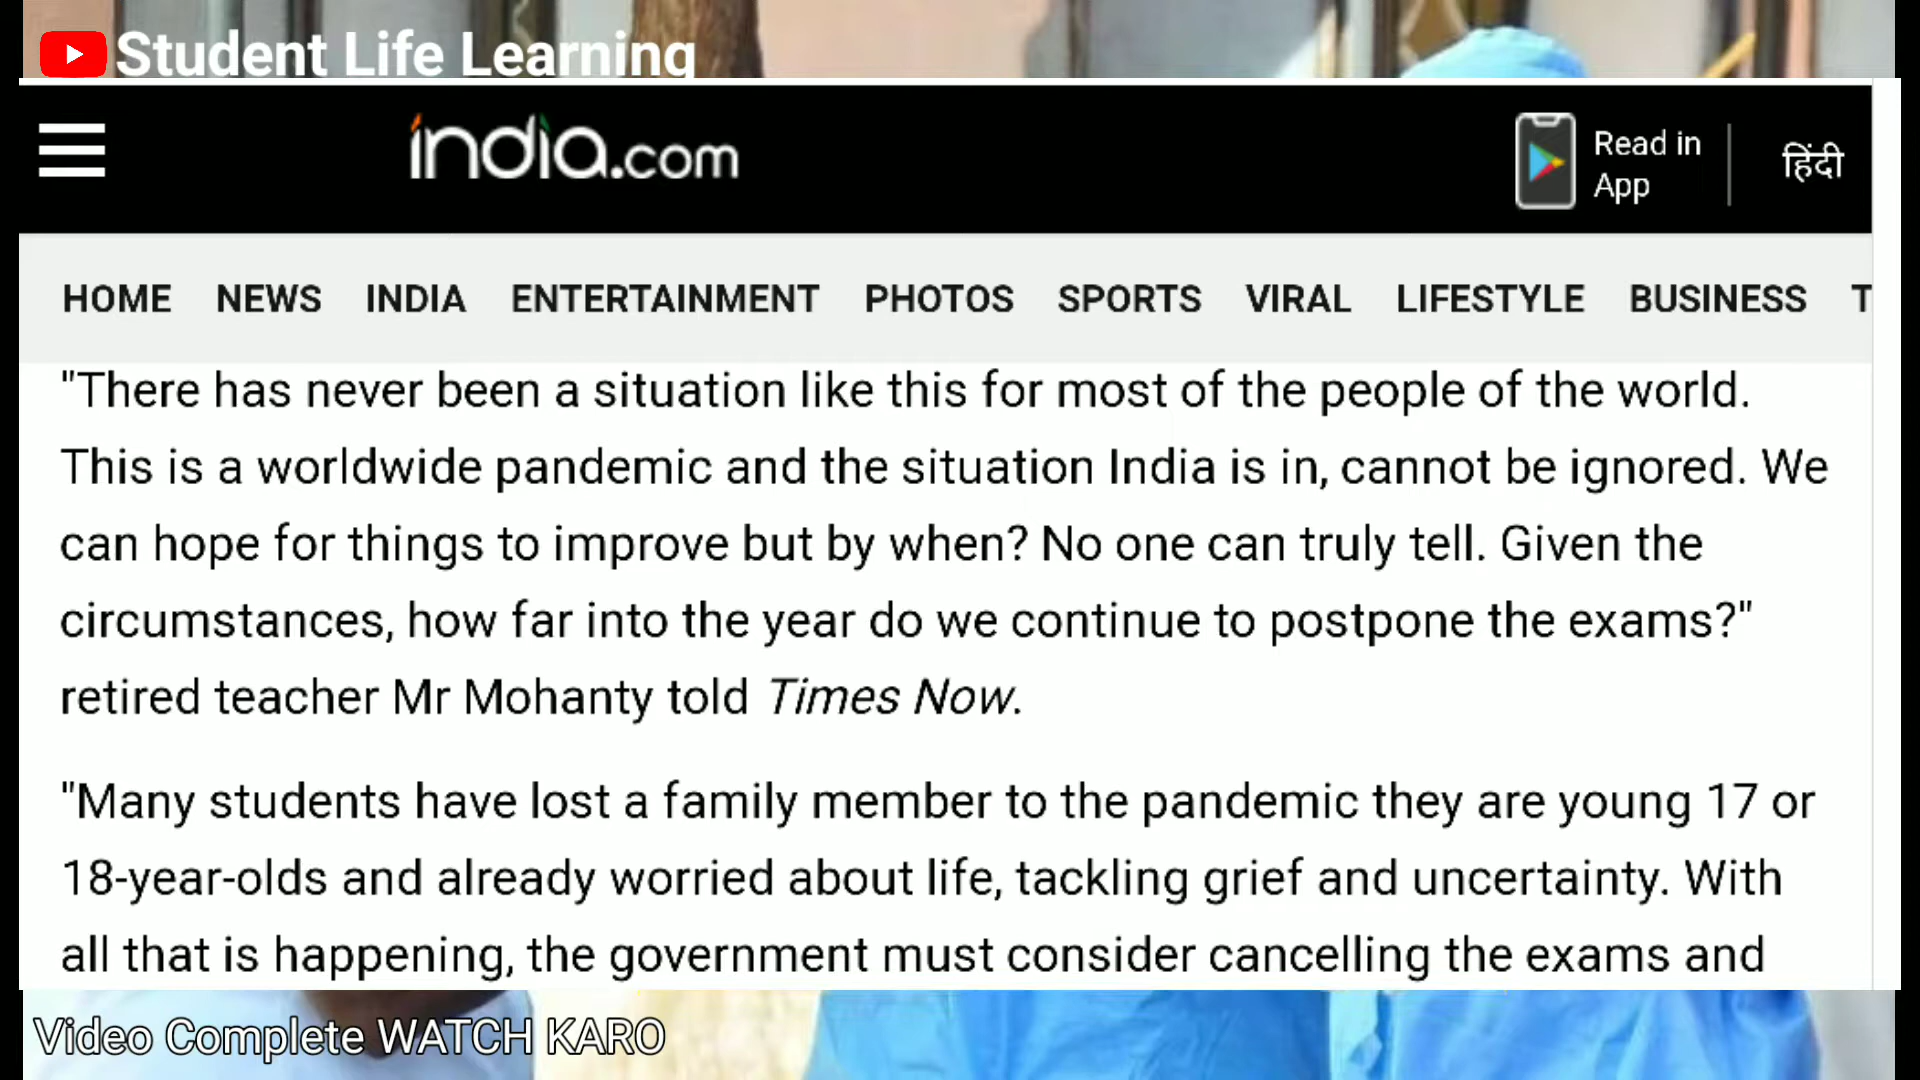 Student Life Learning
india.com
Read in
App
हिंदी
HOME NEWS INDIA ENTERTAINMENT PHOTOS SPORTS VIRAL LIFESTYLE BUSINESS T
"There has never been a situation like this for most of the people of the world.
This is a worldwide pandemic and the situation India is in, cannot be ignored. We
can hope for things to improve but by when? No one can truly tell. Given the
circumstances, how far into the year do we continue to postpone the exams?"
retired teacher Mr Mohanty told Times Now.
"Many students have lost a family member to the pandemic they are young 17 or
18-year-olds and already worried about life, tackling grief and uncertainty. With
all that is happening, the government must consider cancelling the exams and
Video Complete WATCH KARO